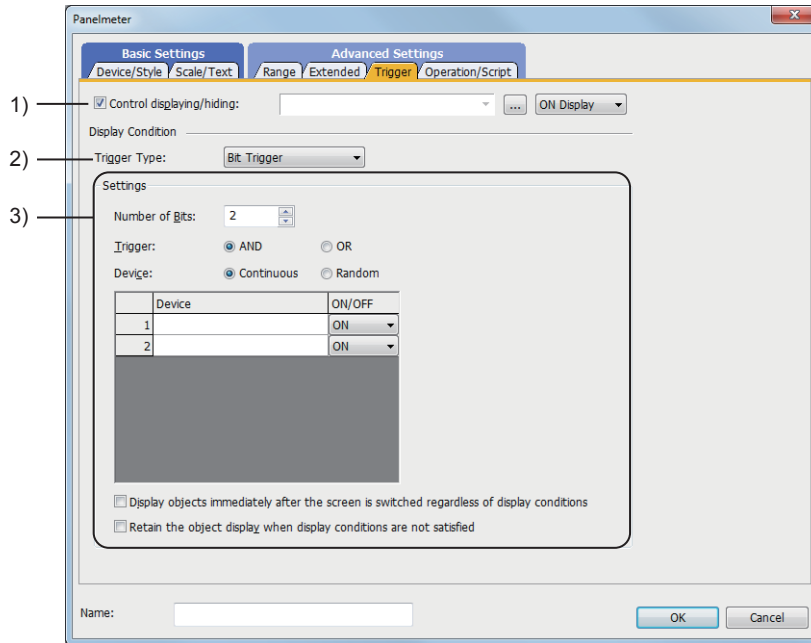 Panelmeter
Basic Settings
Advanced Settings
Device/Style Scale/Text Range Extended Trigger Operation/Script
1) Control displaying/hiding: ... ON Display
Display Condition
2) Trigger Type: Bit Trigger
Settings
3) Number of Bits: 2
Trigger: AND OR
Device: Continuous Random
Device ON/OFF
1 ON
2 ON
Display objects immediately after the screen is switched regardless of display conditions
Retain the object display when display conditions are not satisfied
Name:
OK Cancel